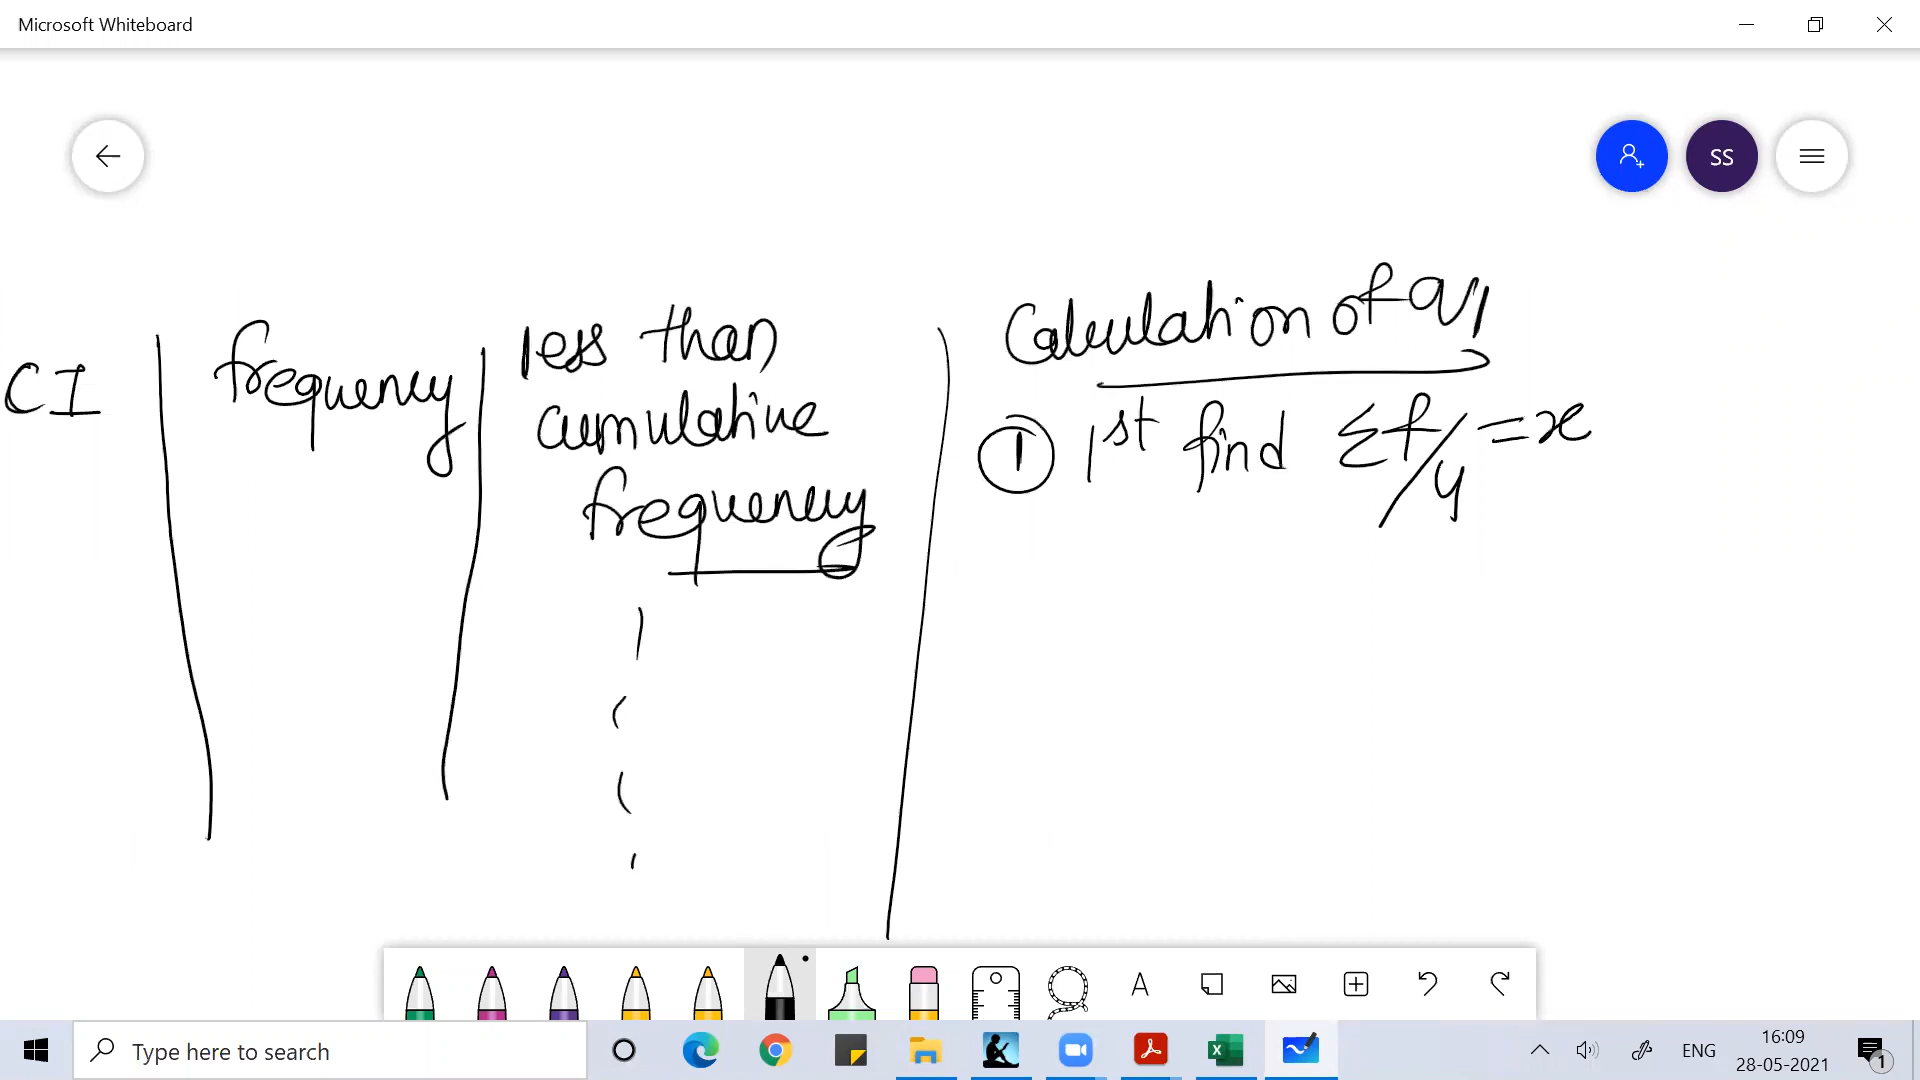 Microsoft Whiteboard
SS
CI
frequency
less than
cumulative
frequency
Calculation of Q1
① 1st find Σf/4 = x
A
Type here to search
ENG
16:09
28-05-2021
1